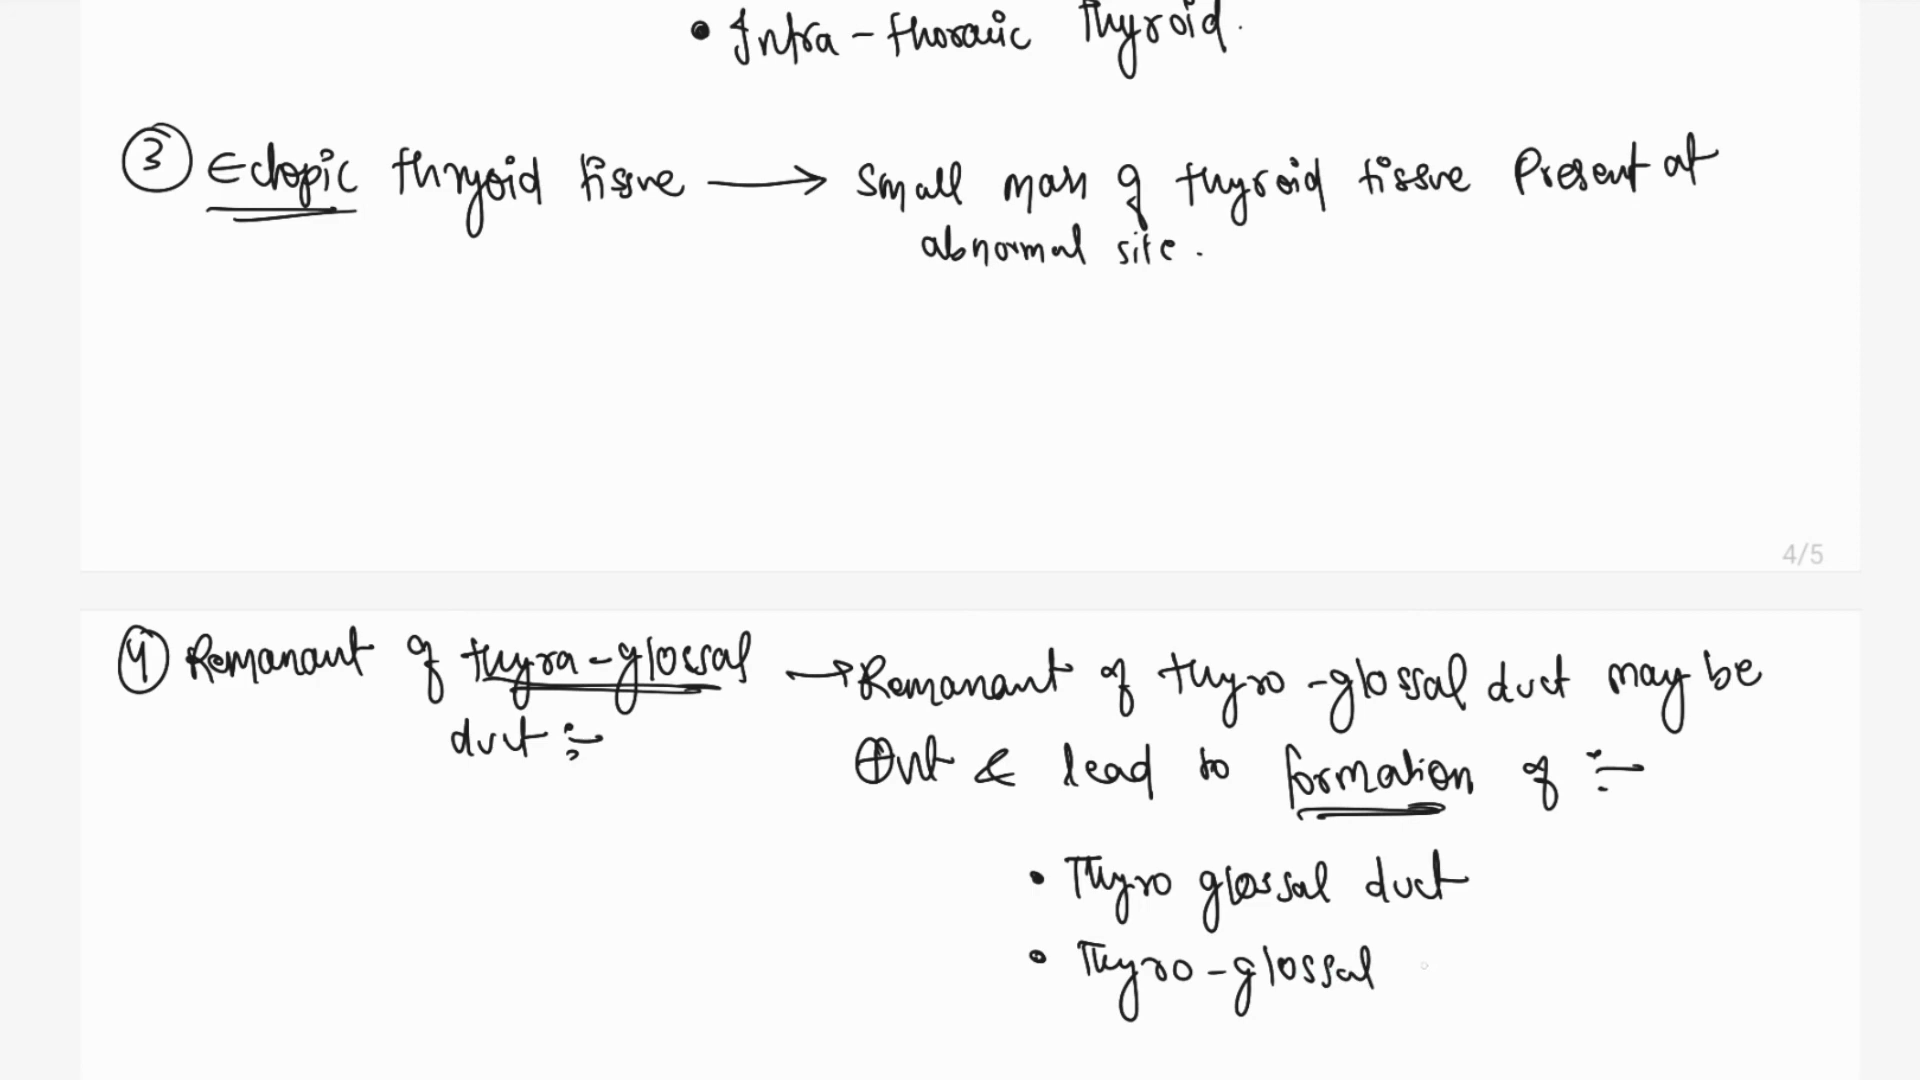 • Intra-thoracic Thyroid.
③ Ectopic thryoid tissue → Small mass of thyroid tissue Present at
abnormal site.
4/5
④ Remanant of thyra-glossal → Remanant of thyro-glossal duct may be
duct :-
⊕nt & lead to formation of :-
• Thyro glossal duct
• Thyro-glossal